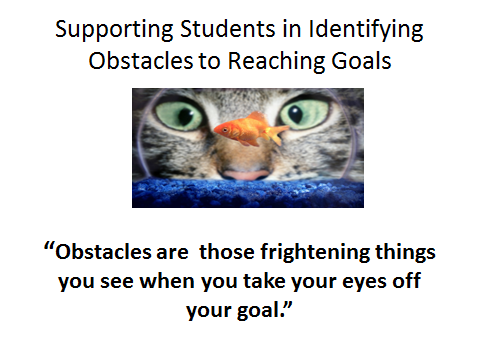 Supporting Students in Identifying
Obstacles to Reaching Goals
“Obstacles are  those frightening things
you see when you take your eyes off
your goal.”